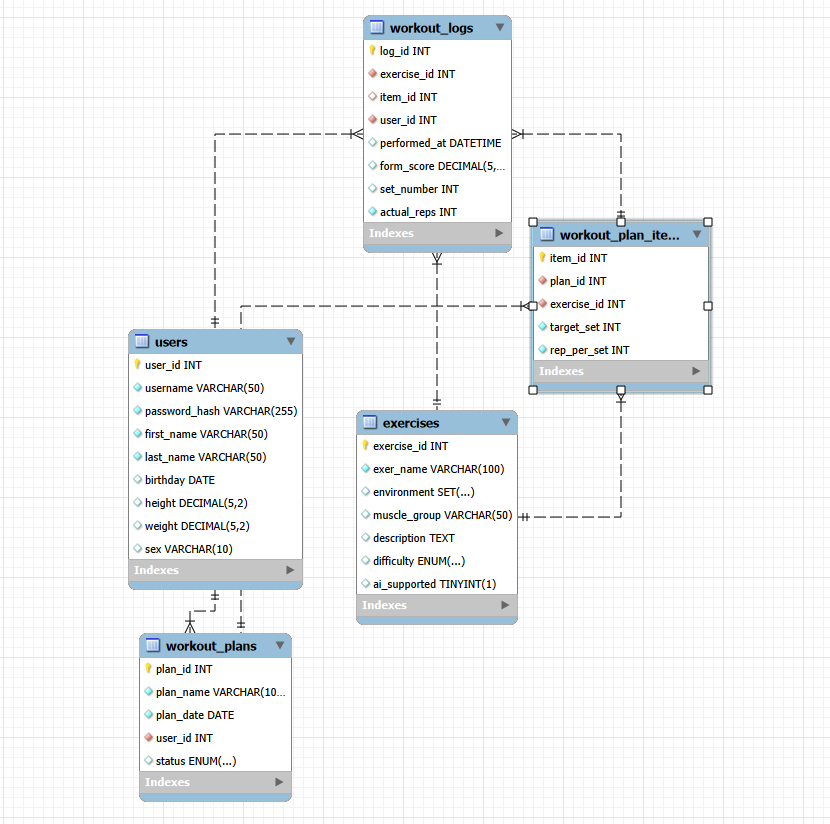 workout_logs
log_id INT
exercise_id INT
item_id INT
user_id INT
performed_at DATETIME
form_score DECIMAL(5,...
set_number INT
actual_reps INT
Indexes
workout_plan_ite...
item_id INT
plan_id INT
exercise_id INT
target_set INT
rep_per_set INT
Indexes
users
user_id INT
username VARCHAR(50)
password_hash VARCHAR(255)
first_name VARCHAR(50)
last_name VARCHAR(50)
birthday DATE
height DECIMAL(5,2)
weight DECIMAL(5,2)
sex VARCHAR(10)
Indexes
exercises
exercise_id INT
exer_name VARCHAR(100)
environment SET(...)
muscle_group VARCHAR(50)
description TEXT
difficulty ENUM(...)
ai_supported TINYINT(1)
Indexes
workout_plans
plan_id INT
plan_name VARCHAR(10...
plan_date DATE
user_id INT
status ENUM(...)
Indexes